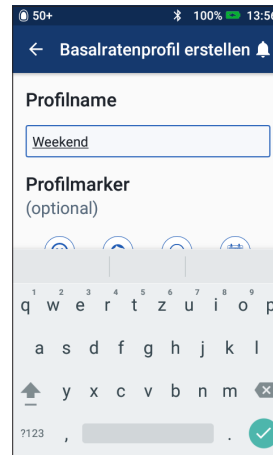 50+ 100% 13:56
Basalratenprofil erstellen
Profilname
Weekend
Profilmarker
(optional)
1 2 3 4 5 6 7 8 9
q w e r t z u i o p
a s d f g h j k l
y x c v b n m
?123 , .